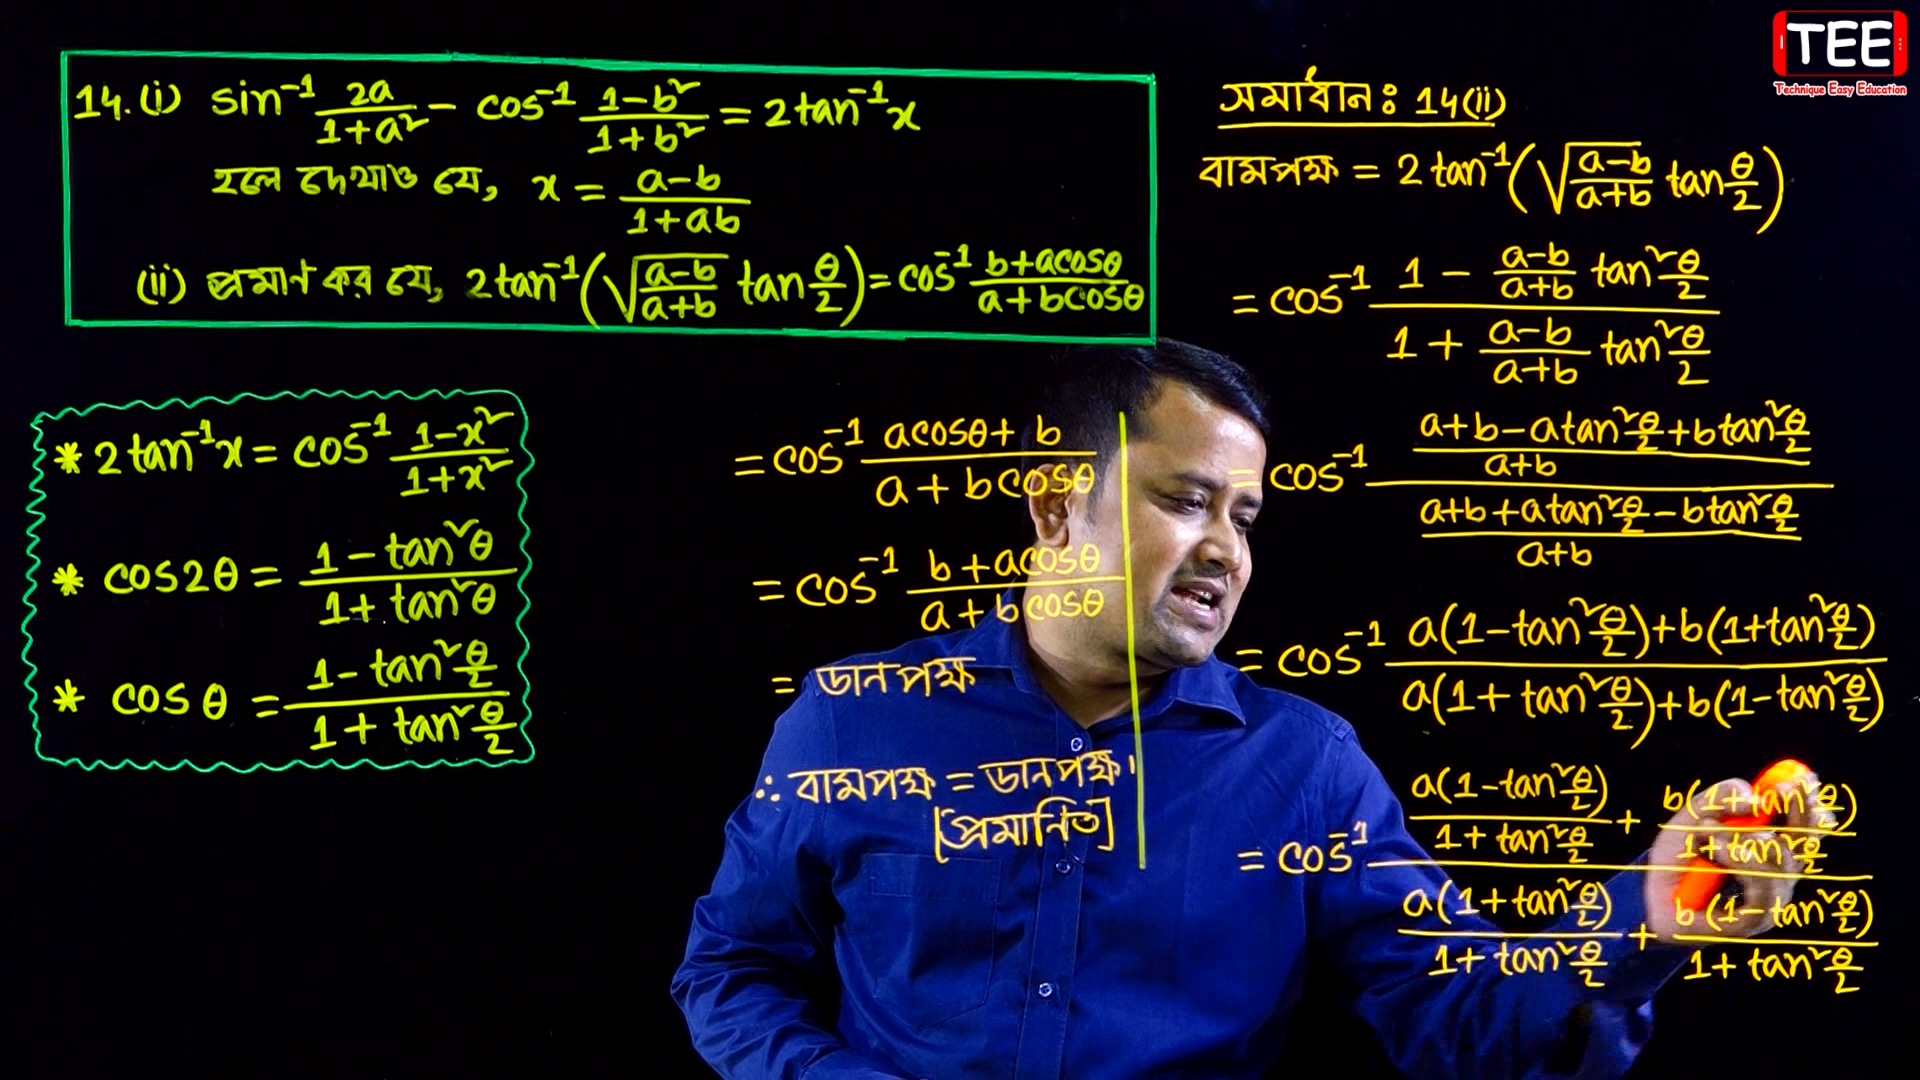 TEE
Technique Easy Education
14.(i) sin⁻¹ 2a/(1+a²) − cos⁻¹ (1−b²)/(1+b²) = 2tan⁻¹x
হলে দেখাও যে, x = (a−b)/(1+ab)
(ii) প্রমাণ কর যে, 2tan⁻¹(√((a−b)/(a+b)) tan θ/2) = cos⁻¹ (b+acosθ)/(a+bcosθ)
* 2tan⁻¹x = cos⁻¹ (1−x²)/(1+x²)
* cos2θ = (1−tan²θ)/(1+tan²θ)
* cosθ = (1−tan²θ/2)/(1+tan²θ/2)
সমাধান: 14(ii)
বামপক্ষ = 2tan⁻¹(√((a−b)/(a+b)) tan θ/2)
= cos⁻¹ (1 − (a−b)/(a+b) tan²θ/2)/(1 + (a−b)/(a+b) tan²θ/2)
= cos⁻¹ ((a+b−atan²θ/2+btan²θ/2)/(a+b))/((a+b+atan²θ/2−btan²θ/2)/(a+b))
= cos⁻¹ (a(1−tan²θ/2)+b(1+tan²θ/2))/(a(1+tan²θ/2)+b(1−tan²θ/2))
= cos⁻¹ (a(1−tan²θ/2)/(1+tan²θ/2) + b(1+tan²θ/2)/(1+tan²θ/2))/(a(1+tan²θ/2)/(1+tan²θ/2) + b(1−tan²θ/2)/(1+tan²θ/2))
= cos⁻¹ (acosθ+b)/(a+bcosθ)
= cos⁻¹ (b+acosθ)/(a+bcosθ)
= ডানপক্ষ
∴ বামপক্ষ = ডানপক্ষ।
[প্রমানিত]